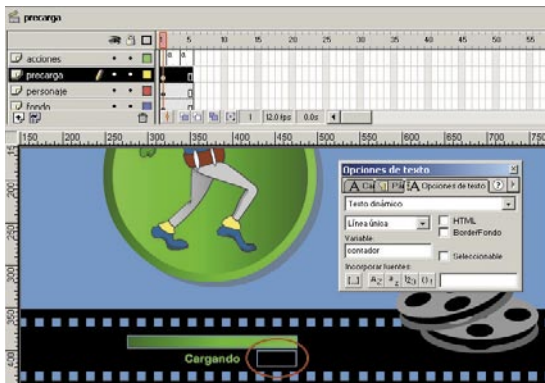 precarga
1 5 10 15 20 25 30 35 40 45 50 55
acciones a a
precarga
personaje
fondo
1 12.0 fps 0.0s
150 200 250 300 350 400 450 500 550 600 650 700 750
Opciones de texto
Opciones de texto
Texto dinámico
Línea única
HTML
Border/Fondo
Variable:
contador
Seleccionable
Incorporar fuentes:
Cargando